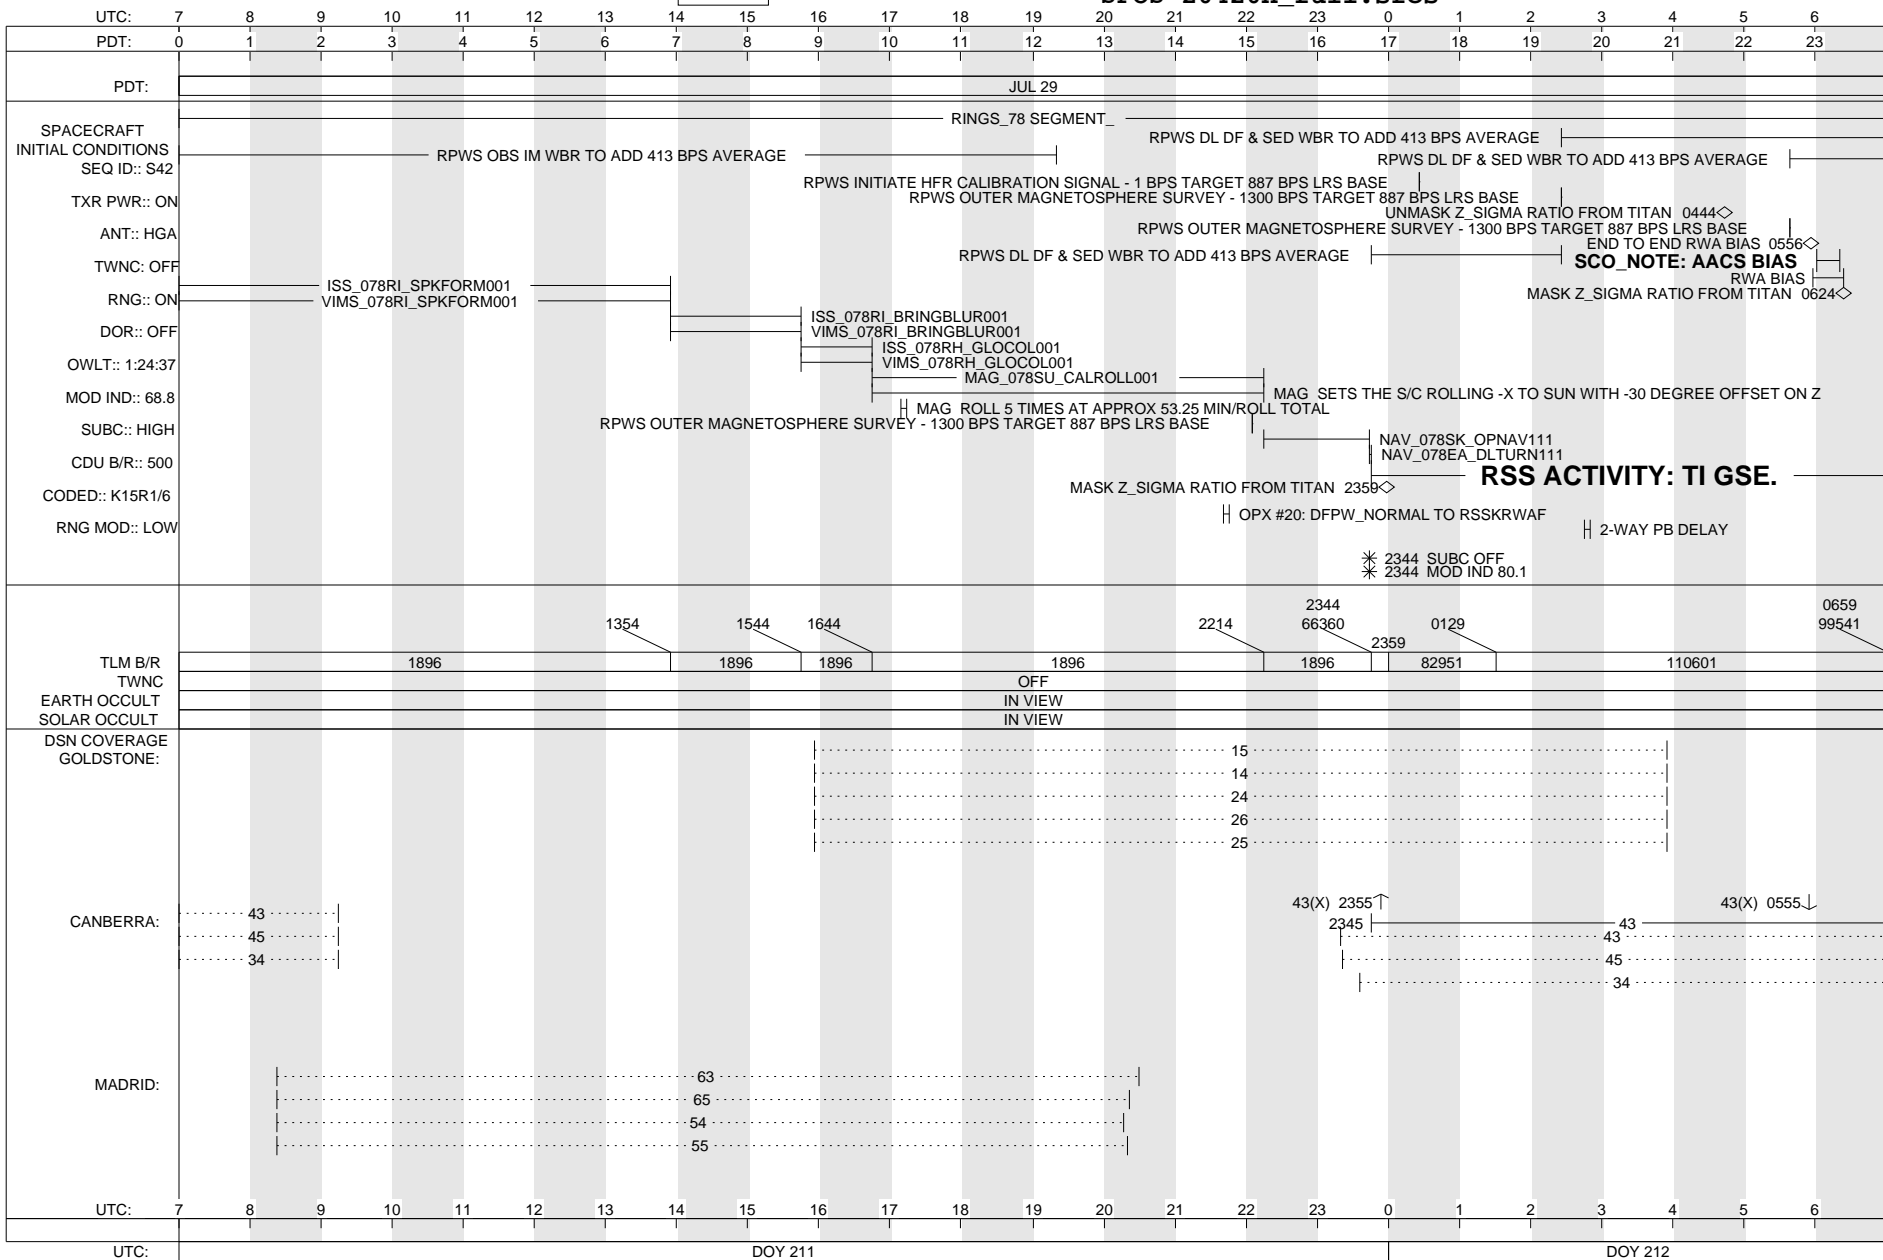 UTC: 7 8 9 10 11 12 13 14 15 16 17 18 19 20 21 22 23 0 1 2 3 4 5 6
PDT: 0 1 2 3 4 5 6 7 8 9 10 11 12 13 14 15 16 17 18 19 20 21 22 23
PDT: JUL 29
RINGS_78 SEGMENT_
SPACECRAFT
INITIAL CONDITIONS
SEQ ID:: S42
TXR PWR:: ON
ANT:: HGA
TWNC: OFF
RNG:: ON
DOR:: OFF
OWLT:: 1:24:37
MOD IND:: 68.8
SUBC:: HIGH
CDU B/R:: 500
CODED:: K15R1/6
RNG MOD:: LOW
RPWS DL DF & SED WBR TO ADD 413 BPS AVERAGE
RPWS OBS IM WBR TO ADD 413 BPS AVERAGE
RPWS DL DF & SED WBR TO ADD 413 BPS AVERAGE
RPWS INITIATE HFR CALIBRATION SIGNAL - 1 BPS TARGET 887 BPS LRS BASE
RPWS OUTER MAGNETOSPHERE SURVEY - 1300 BPS TARGET 887 BPS LRS BASE
UNMASK Z_SIGMA RATIO FROM TITAN 0444
RPWS OUTER MAGNETOSPHERE SURVEY - 1300 BPS TARGET 887 BPS LRS BASE
END TO END RWA BIAS 0556
RPWS DL DF & SED WBR TO ADD 413 BPS AVERAGE
SCO_NOTE: AACS BIAS
RWA BIAS
ISS_078RI_SPKFORM001
MASK Z_SIGMA RATIO FROM TITAN 0624
VIMS_078RI_SPKFORM001
ISS_078RI_BRINGBLUR001
VIMS_078RI_BRINGBLUR001
ISS_078RH_GLOCOL001
VIMS_078RH_GLOCOL001
MAG_078SU_CALROLL001
MAG SETS THE S/C ROLLING -X TO SUN WITH -30 DEGREE OFFSET ON Z
MAG ROLL 5 TIMES AT APPROX 53.25 MIN/ROLL TOTAL
RPWS OUTER MAGNETOSPHERE SURVEY - 1300 BPS TARGET 887 BPS LRS BASE
NAV_078SK_OPNAV111
NAV_078EA_DLTURN111
RSS ACTIVITY: TI GSE.
MASK Z_SIGMA RATIO FROM TITAN 2359
OPX #20: DFPW_NORMAL TO RSSKRWAF
2-WAY PB DELAY
2344 SUBC OFF
2344 MOD IND 80.1
2344 0659
1354 1544 1644 2214 66360 0129 99541
2359
TLM B/R 1896 1896 1896 1896 1896 82951 110601
TWNC OFF
EARTH OCCULT IN VIEW
SOLAR OCCULT IN VIEW
DSN COVERAGE
GOLDSTONE:
15
14
24
26
25
CANBERRA:
43(X) 2355 43(X) 0555
43 2345 43
43
45 45
34 34
MADRID:
63
65
54
55
UTC: 7 8 9 10 11 12 13 14 15 16 17 18 19 20 21 22 23 0 1 2 3 4 5 6
UTC: DOY 211 DOY 212